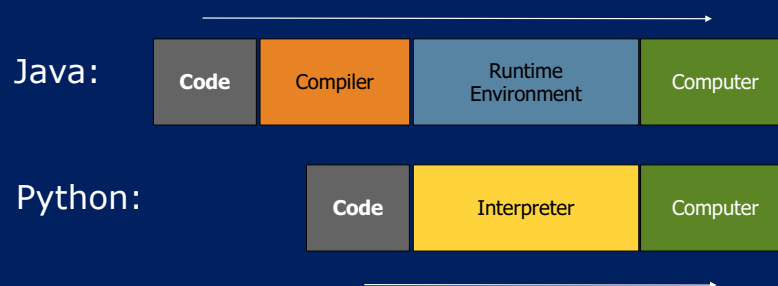 Java:
Code
Compiler
Runtime
Environment
Computer
Python:
Code
Interpreter
Computer